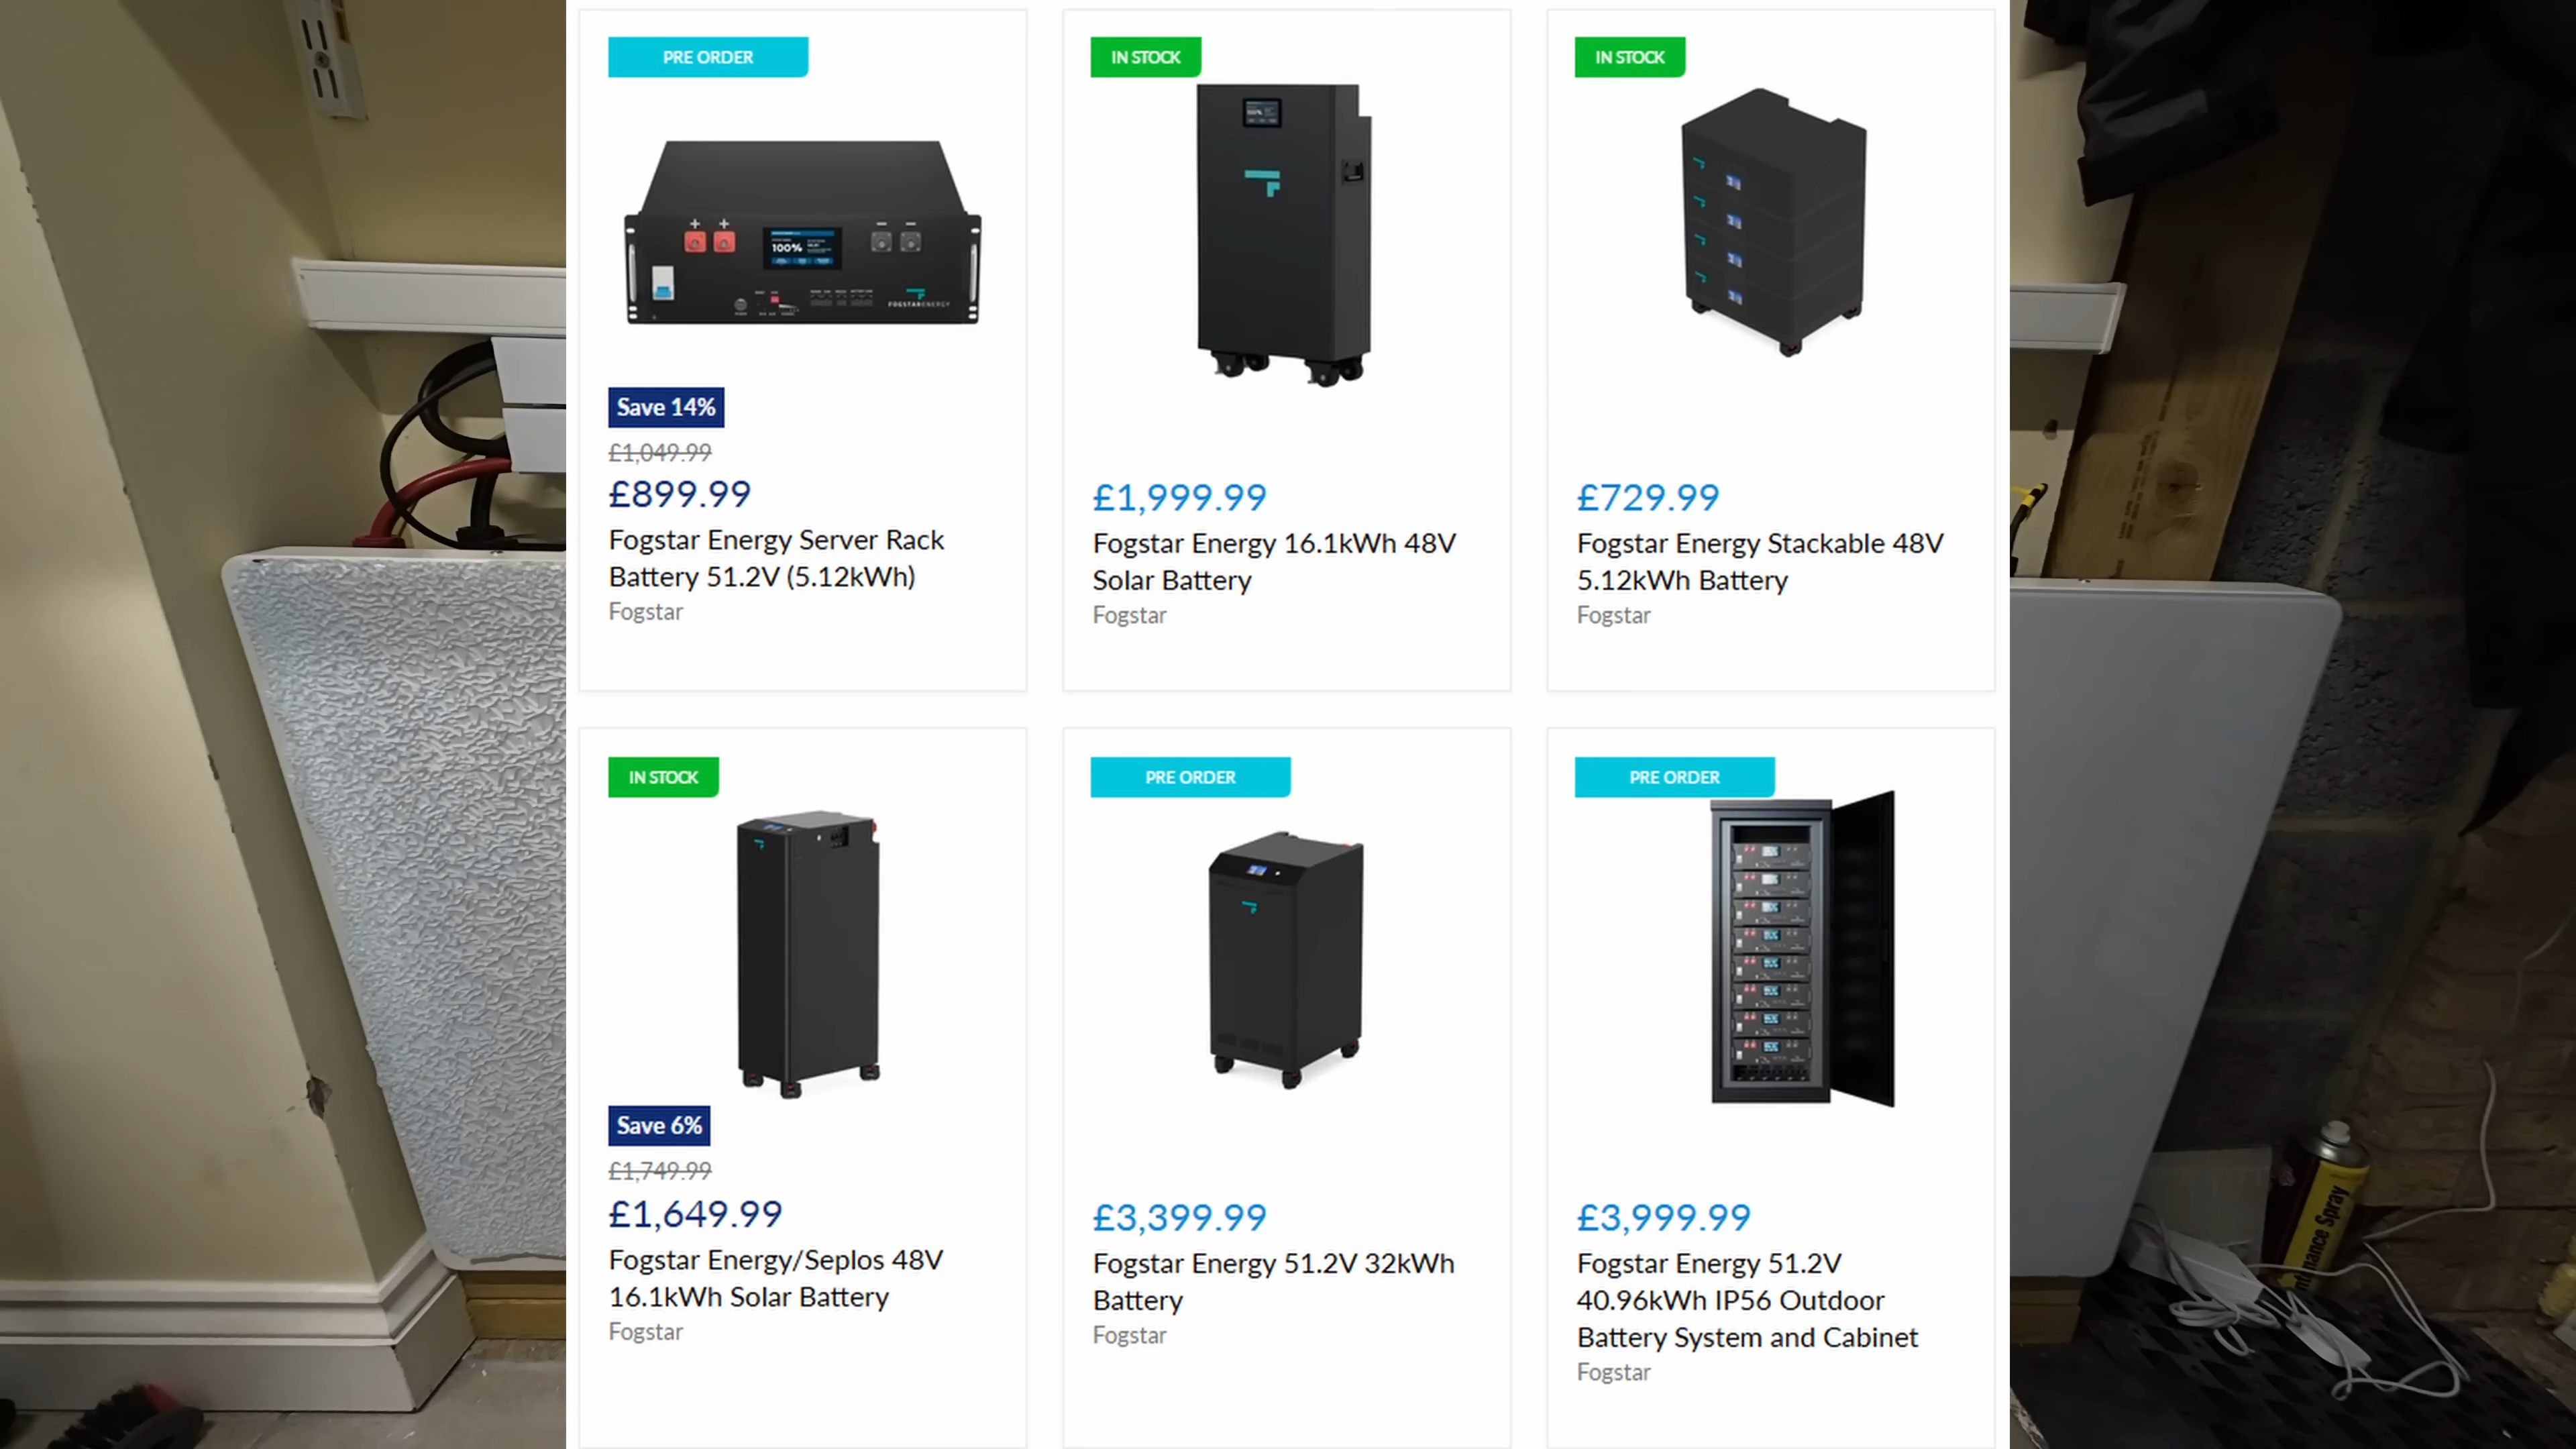 PRE ORDER
100%
FOGSTARENERGY
Save 14%
£1,049.99
£899.99
Fogstar Energy Server Rack
Battery 51.2V (5.12kWh)
Fogstar
IN STOCK
£1,999.99
Fogstar Energy 16.1kWh 48V
Solar Battery
Fogstar
IN STOCK
£729.99
Fogstar Energy Stackable 48V
5.12kWh Battery
Fogstar
IN STOCK
Save 6%
£1,749.99
£1,649.99
Fogstar Energy/Seplos 48V
16.1kWh Solar Battery
Fogstar
PRE ORDER
£3,399.99
Fogstar Energy 51.2V 32kWh
Battery
Fogstar
PRE ORDER
£3,999.99
Fogstar Energy 51.2V
40.96kWh IP56 Outdoor
Battery System and Cabinet
Fogstar
Spray